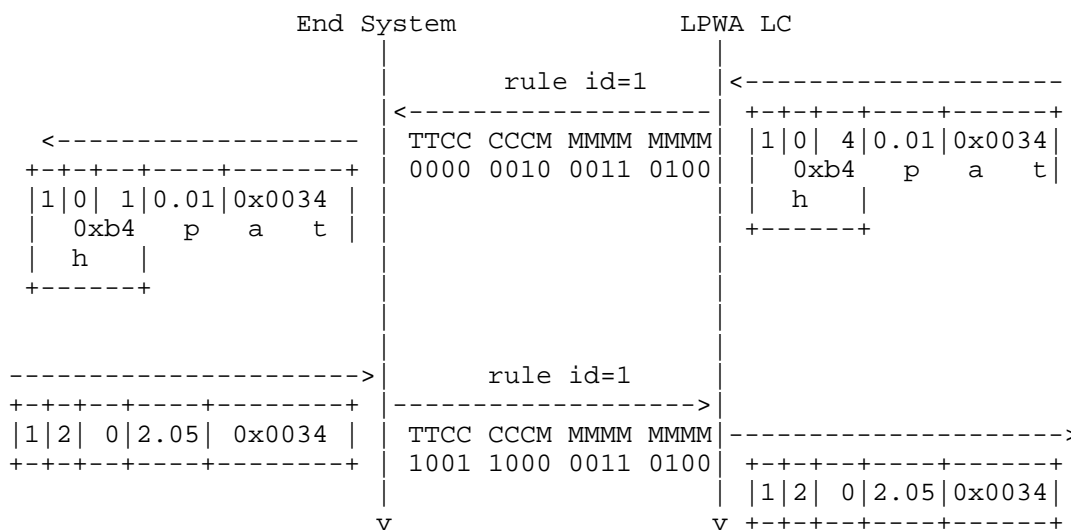 End System                LPWA LC
                           |                           |
                           |         rule id=1         |<---------------------
                           |<--------------------|  +-+-+--+----+------+
  <--------------------    | TTCC CCCM MMMM MMMM|  |1|0| 4|0.01|0x0034|
 +-+-+--+----+-------+     | 0000 0010 0011 0100|  |  0xb4   p   a   t|
 |1|0| 1|0.01|0x0034 |     |                    |  |  h   |
 |  0xb4   p   a   t |     |                    |  +------+
 |  h   |                  |                    |
 +------+                  |                    |
                           |                    |
                           |                    |
---------------------->|      rule id=1      |
+-+-+--+----+--------+ |-------------------->|
|1|2| 0|2.05| 0x0034 | | TTCC CCCM MMMM MMMM|--------------------->
+-+-+--+----+--------+ | 1001 1000 0011 0100|  +-+-+--+----+------+
                       |                    |  |1|2| 0|2.05|0x0034|
                       v                    v  +-+-+--+----+------+